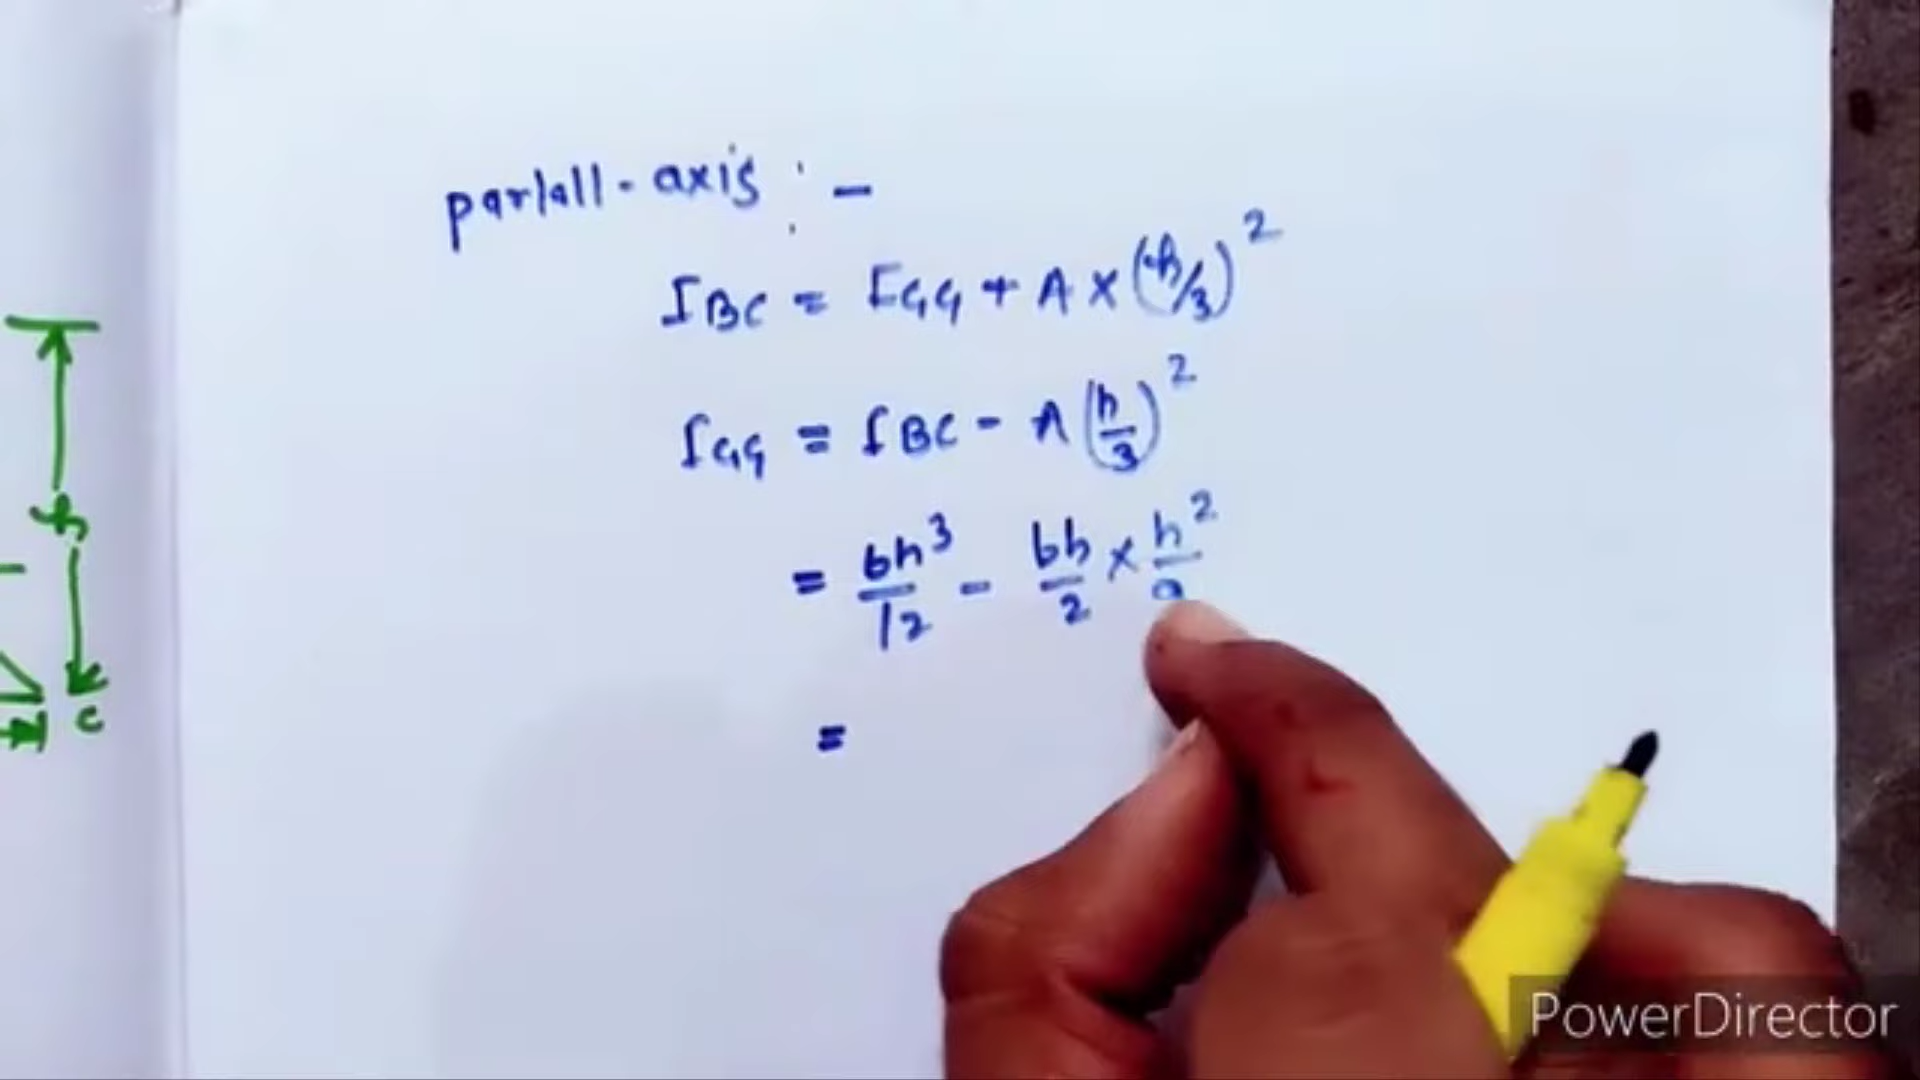 parlall-axis :-
IBC = IGG + A × (h/3)²
IGG = IBC - A (h/3)²
= bh³/12 - bh/2 × h²/9
=
h
C
PowerDirector